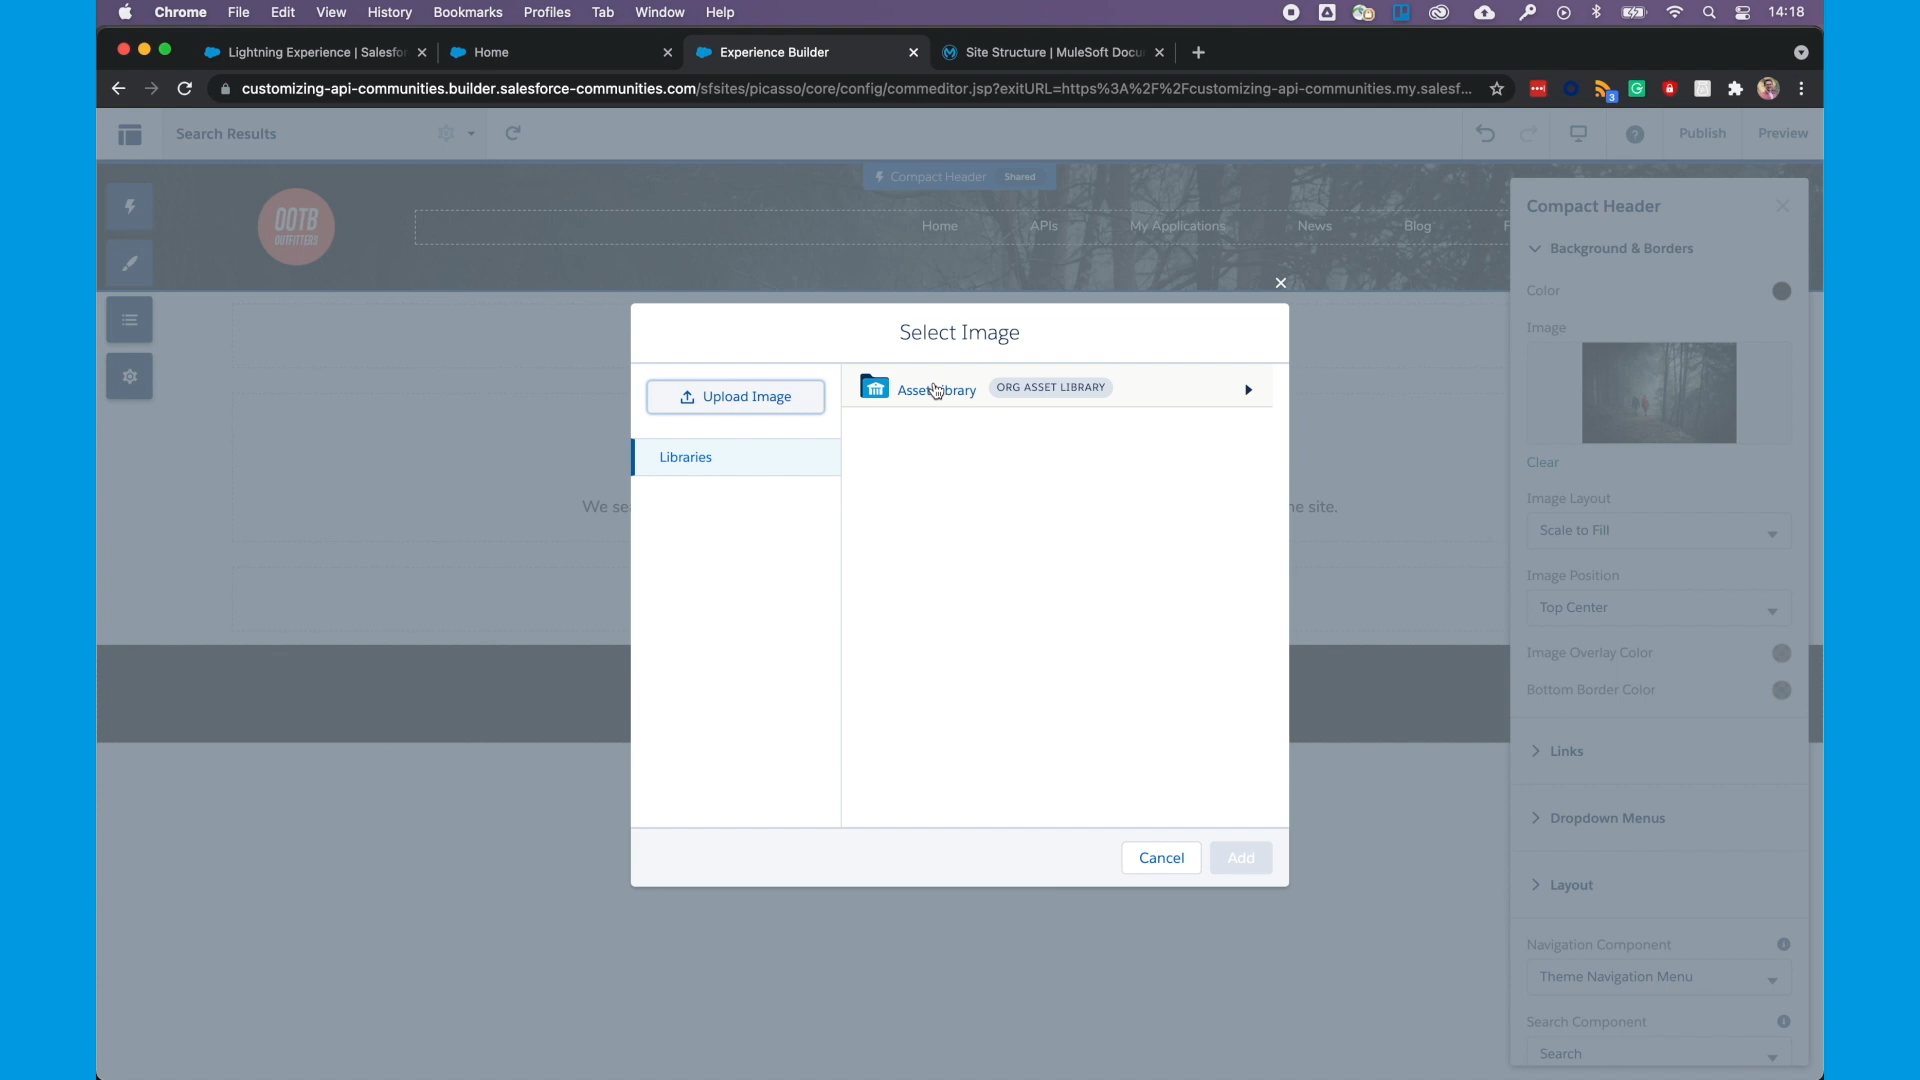 Chrome File Edit View History Bookmarks Profiles Tab Window Help 14:18
Lightning Experience | Salesfor Home Experience Builder Site Structure | MuleSoft Docu
customizing-api-communities.builder.salesforce-communities.com/sfsites/picasso/core/config/commeditor.jsp?exitURL=https%3A%2F%2Fcustomizing-api-communities.my.salesf... 3
Search Results Publish Preview
Compact Header Shared
OOTB
OUTFITTERS
Home APIs My Applications News Blog F
Select Image
Upload Image
Libraries
ORG ASSET LIBRARY
Cancel Add
We se
he site.
Compact Header
Background & Borders
Color
Image
Clear
Image Layout
Scale to Fill
Image Position
Top Center
Image Overlay Color
Bottom Border Color
Links
Dropdown Menus
Layout
Navigation Component
Theme Navigation Menu
Search Component
Search